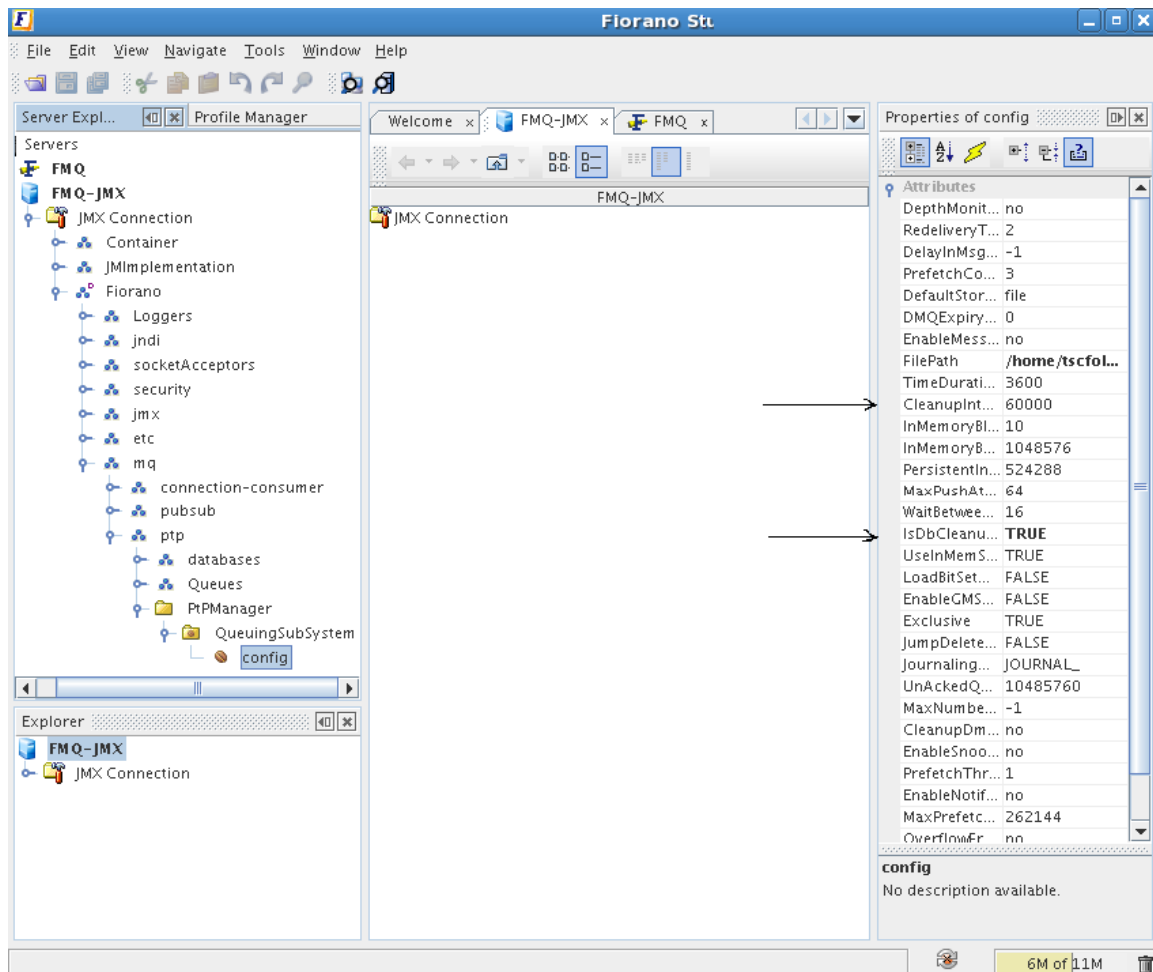 Fiorano Stu
File Edit View Navigate Tools Window Help
Server Expl... Profile Manager
Servers
FMQ
FMQ-JMX
JMX Connection
Container
JMImplementation
Fiorano
Loggers
jndi
socketAcceptors
security
jmx
etc
mq
connection-consumer
pubsub
ptp
databases
Queues
PtPManager
QueuingSubSystem
config
Explorer
FMQ-JMX
JMX Connection
Welcome x FMQ-JMX x FMQ x
FMQ-JMX
JMX Connection
Properties of config
Attributes
DepthMonit... no
RedeliveryT... 2
DelayInMsg... -1
PrefetchCo... 3
DefaultStor... file
DMQExpiry... 0
EnableMess... no
FilePath /home/tscfol...
TimeDurati... 3600
CleanupInt... 60000
InMemoryBl... 10
InMemoryB... 1048576
PersistentIn... 524288
MaxPushAt... 64
WaitBetwee... 16
IsDbCleanu... TRUE
UseInMemS... TRUE
LoadBitSet... FALSE
EnableGMS... FALSE
Exclusive TRUE
JumpDelete... FALSE
Journaling... JOURNAL_
UnAckedQ... 10485760
MaxNumbe... -1
CleanupDm... no
EnableSnoo... no
PrefetchThr... 1
EnableNotif... no
MaxPrefetc... 262144
OverflowFr... no
config
No description available.
6M of 11M